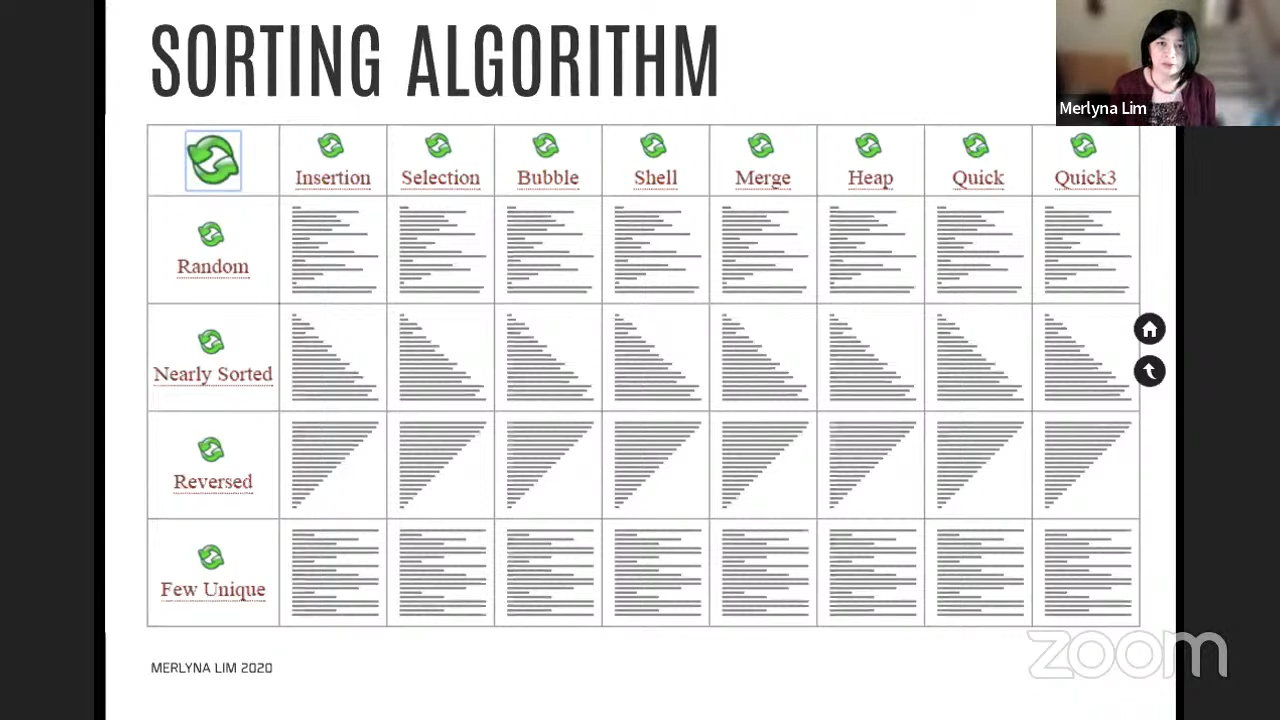 SORTING ALGORITHM
Merlyna Lim
Insertion Selection Bubble Shell Merge Heap Quick Quick3
Random
Nearly Sorted
Reversed
Few Unique
MERLYNA LIM 2020
zoom